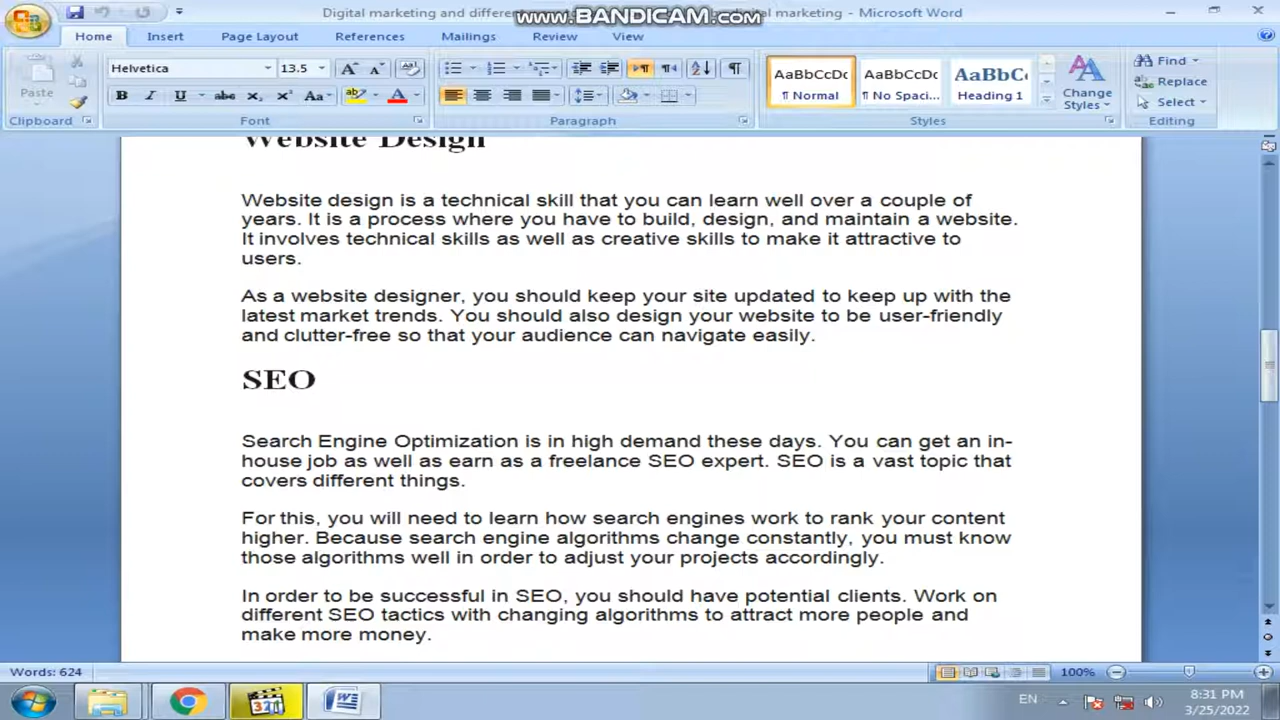 Digital marketing and differen
www.BANDICAM.com
digital marketing - Microsoft Word
Home Insert Page Layout References Mailings Review View
Paste
Clipboard
Helvetica 13.5
Font
Paragraph
AaBbCcDc AaBbCcDc AaBbCc
¶ Normal ¶ No Spaci... Heading 1
Change Styles
Styles
Find
Replace
Select
Editing
Website Design
Website design is a technical skill that you can learn well over a couple of
years. It is a process where you have to build, design, and maintain a website.
It involves technical skills as well as creative skills to make it attractive to
users.
As a website designer, you should keep your site updated to keep up with the
latest market trends. You should also design your website to be user-friendly
and clutter-free so that your audience can navigate easily.
SEO
Search Engine Optimization is in high demand these days. You can get an in-
house job as well as earn as a freelance SEO expert. SEO is a vast topic that
covers different things.
For this, you will need to learn how search engines work to rank your content
higher. Because search engine algorithms change constantly, you must know
those algorithms well in order to adjust your projects accordingly.
In order to be successful in SEO, you should have potential clients. Work on
different SEO tactics with changing algorithms to attract more people and
make more money.
Words: 624
100%
EN
8:31 PM
3/25/2022